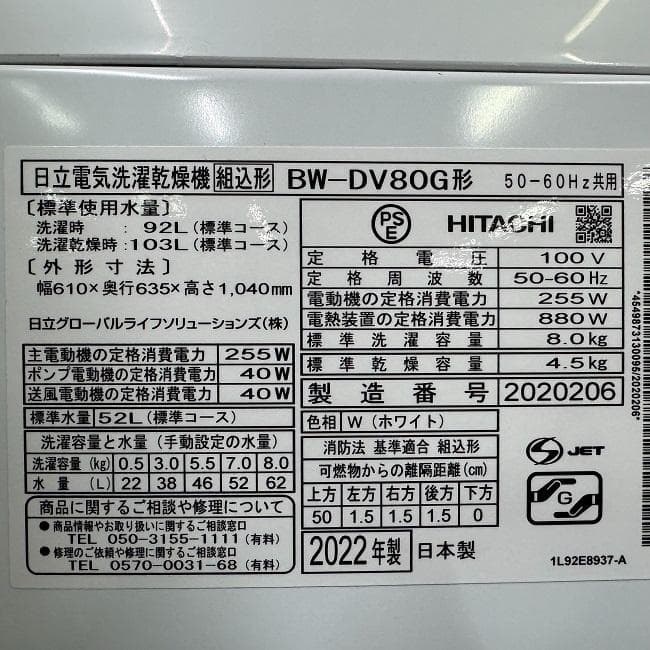 日立電気洗濯乾燥機 組込形 BW-DV80G形 50-60Hz共用
〔標準使用水量〕
洗濯時 : 92L(標準コース)
洗濯乾燥時:103L(標準コース)
〔外形寸法〕
幅610×奥行635×高さ1,040mm
日立グローバルライフソリューションズ(株)
主電動機の定格消費電力 255W
ポンプ電動機の定格消費電力 40W
送風電動機の定格消費電力 40W
標準水量 52L(標準コース)
洗濯容量と水量(手動設定の水量)
洗濯容量(kg) 0.5 3.0 5.5 7.0 8.0
水量(L) 22 38 46 52 62
商品に関するご相談や修理について
●商品情報やお取り扱いに関するご相談窓口
TEL 050-3155-1111(有料)
●修理のご依頼や修理に関するご相談窓口
TEL 0570-0031-68(有料)
PSE HITACHI
定格電圧 100V
定格周波数 50-60Hz
電動機の定格消費電力 255W
電熱装置の定格消費電力 880W
標準洗濯容量 8.0kg
標準乾燥容量 4.5kg
製造番号 2020206
色相 W(ホワイト)
消防法 基準適合 組込形
可燃物からの離隔距離(cm)
上方 左方 右方 後方 下方
50 1.5 1.5 1.5 0
2022年製 日本製
S JET
G
1L92E8937-A
*4549873130096/2020206*